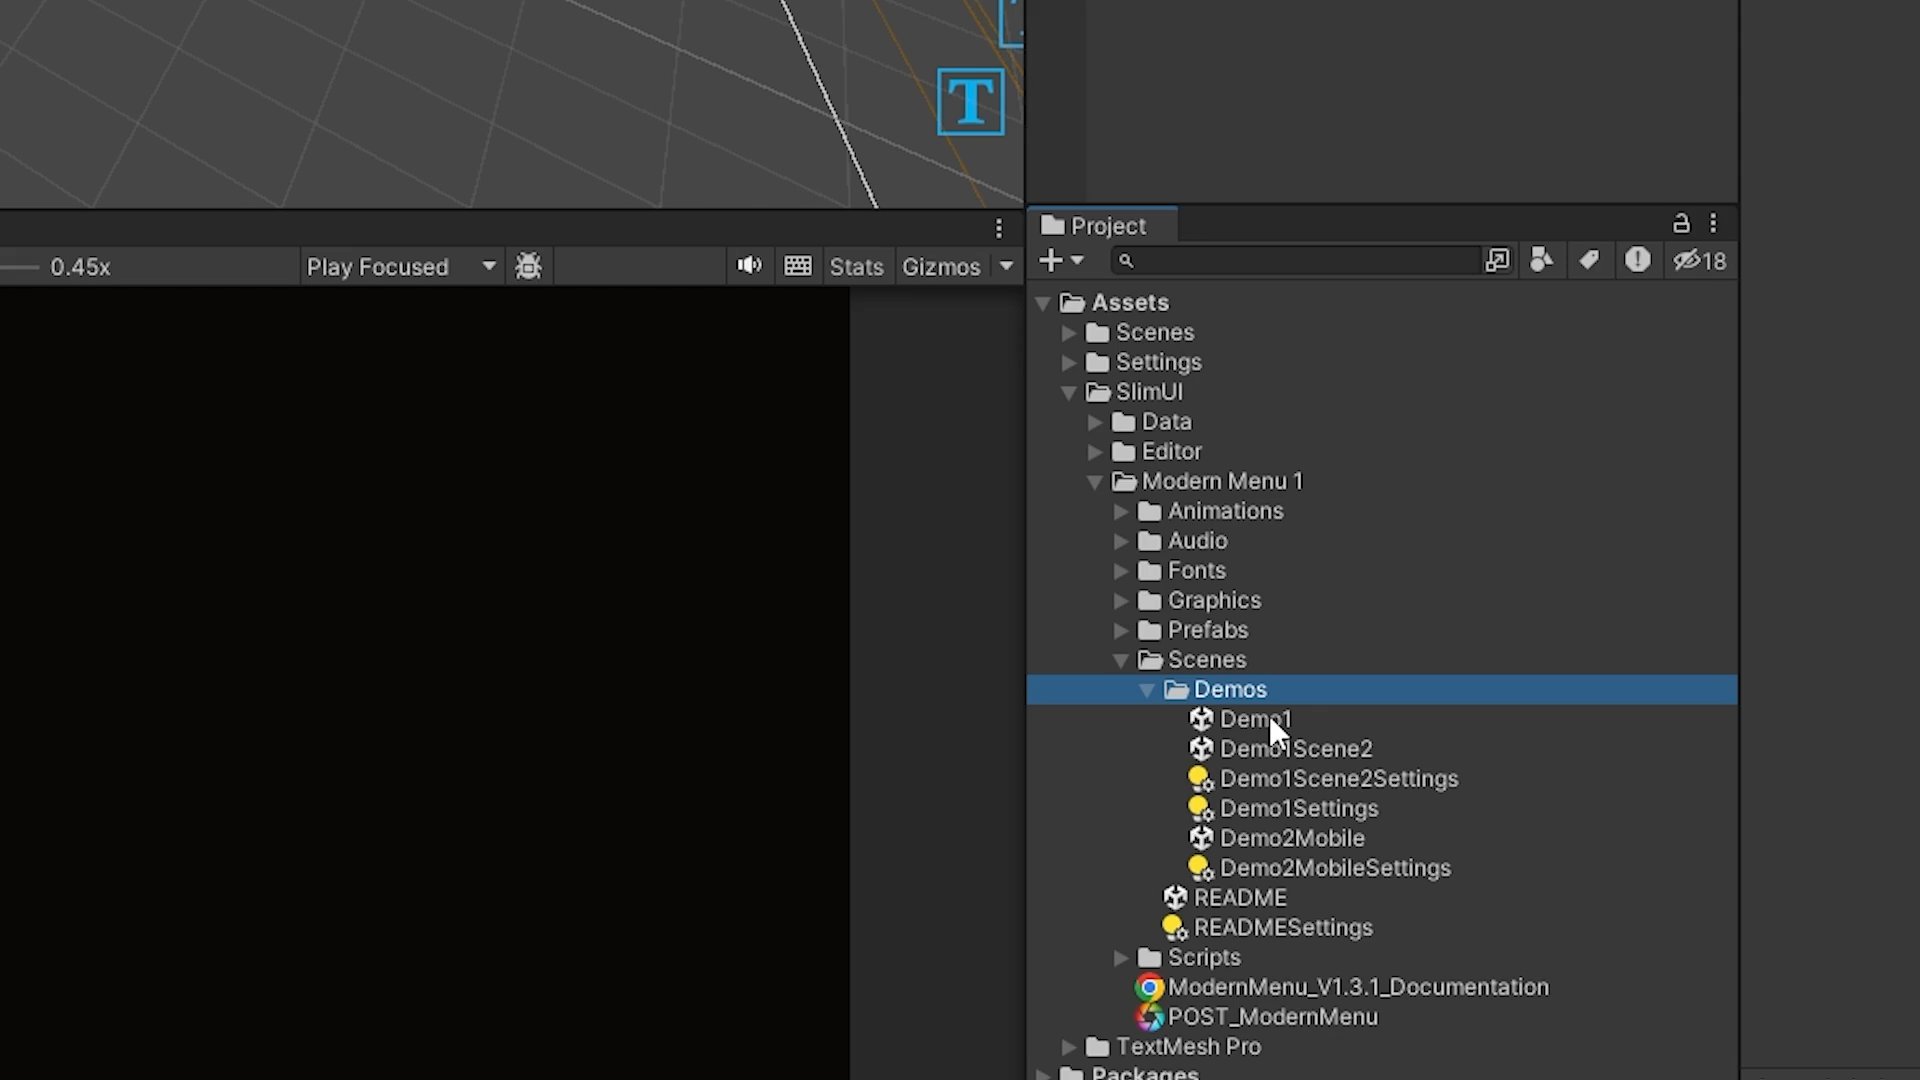 T
Project
0.45x
Play Focused
Stats
Gizmos
18
Assets
Scenes
Settings
SlimUI
Data
Editor
Modern Menu 1
Animations
Audio
Fonts
Graphics
Prefabs
Scenes
Demos
Demo1
Demo1Scene2
Demo1Scene2Settings
Demo1Settings
Demo2Mobile
Demo2MobileSettings
README
READMESettings
Scripts
ModernMenu_V1.3.1_Documentation
POST_ModernMenu
TextMesh Pro
Packages